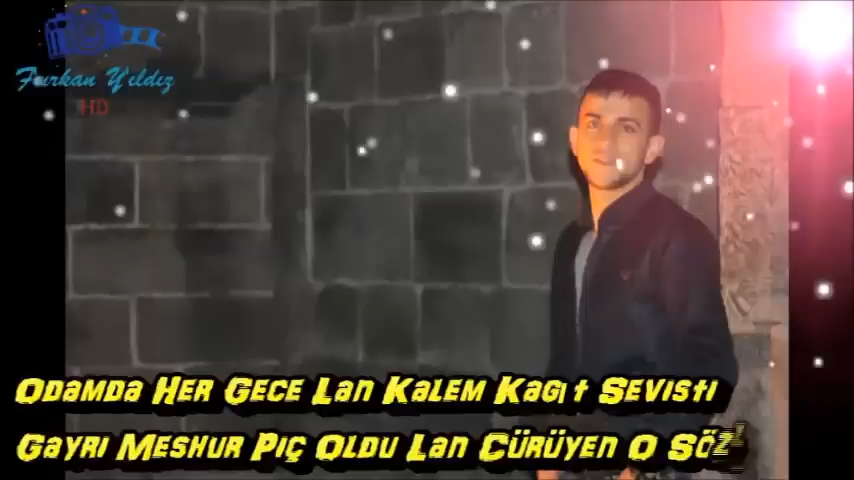 Furkan Yıldız
HD
Odamda Her Gece Lan Kalem Kagıt Sevisti
Gayrı Meshur Piç Oldu Lan Cürüyen O Söz